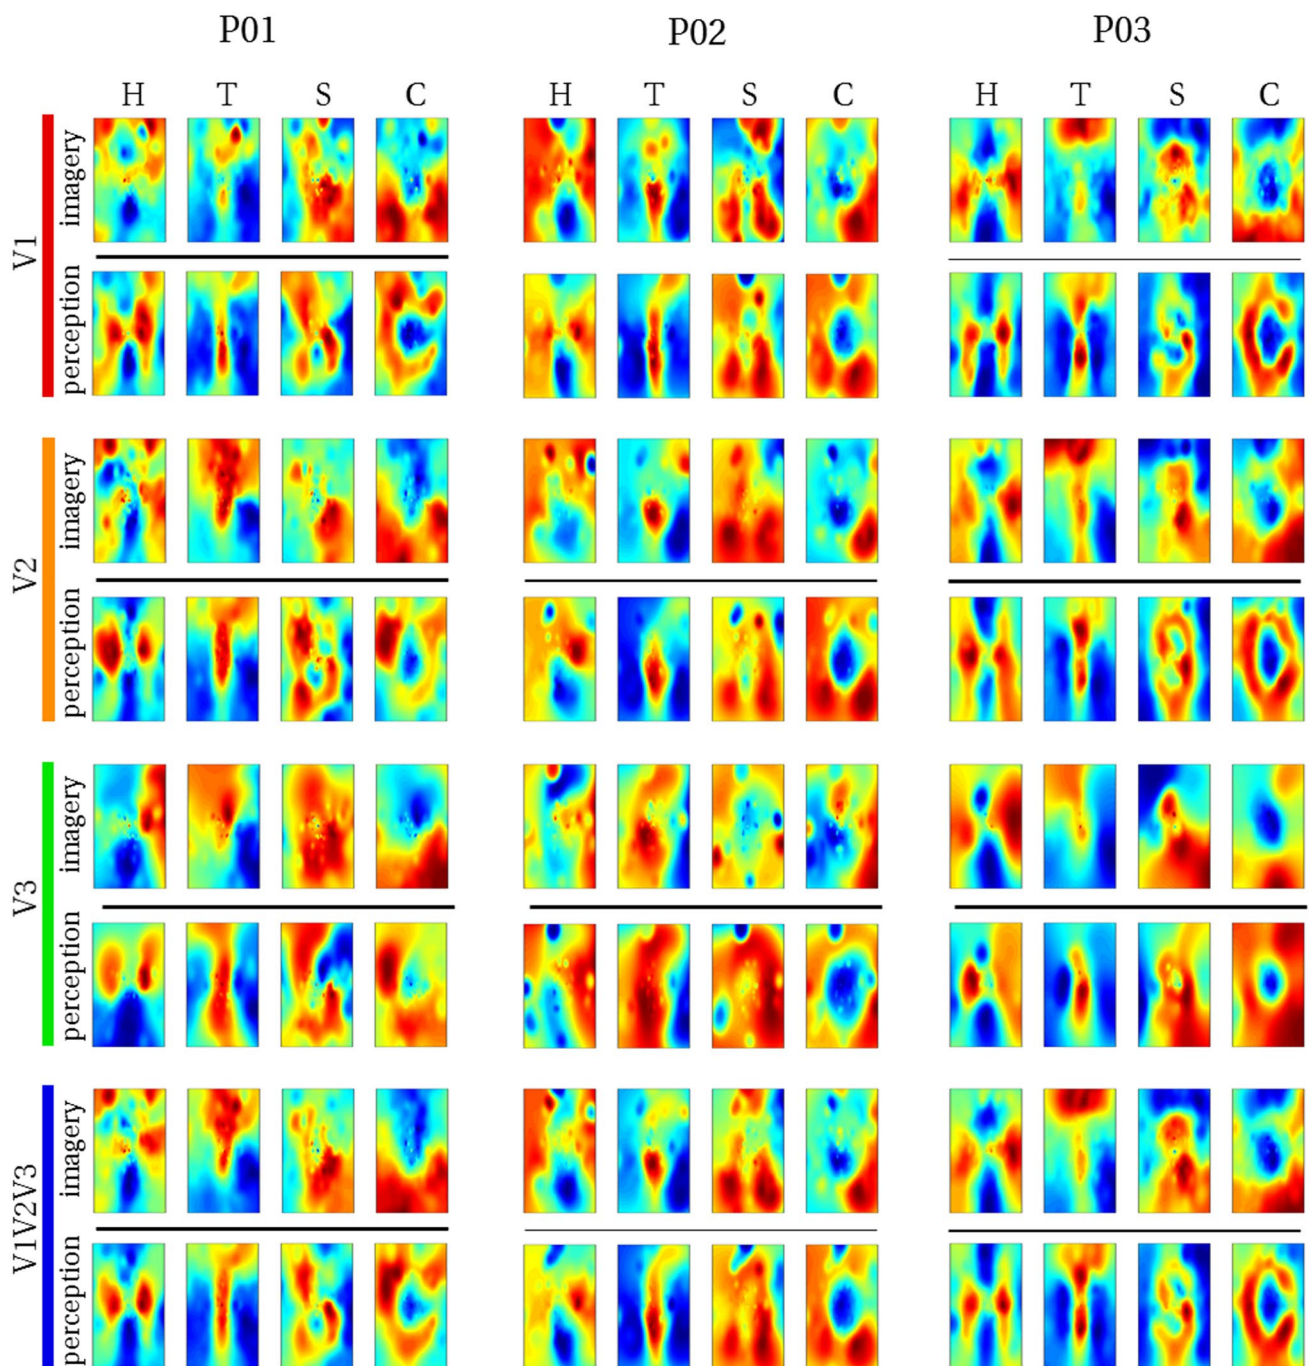 P01 P02 P03
H T S C H T S C H T S C
V1
imagery
perception
V2
imagery
perception
V3
imagery
perception
V1V2V3
imagery
perception